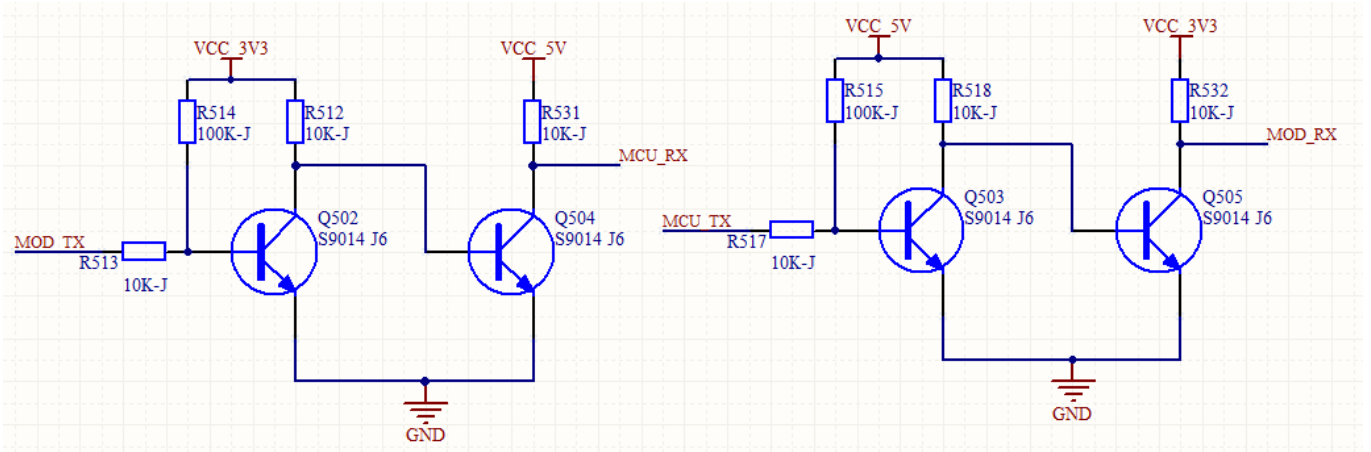 VCC_3V3
R514
100K-J
R512
10K-J
VCC_5V
R531
10K-J
MCU_RX
Q502
S9014 J6
Q504
S9014 J6
MOD_TX
R513
10K-J
GND
VCC_5V
R515
100K-J
R518
10K-J
VCC_3V3
R532
10K-J
MOD_RX
Q503
S9014 J6
Q505
S9014 J6
MCU_TX
R517
10K-J
GND